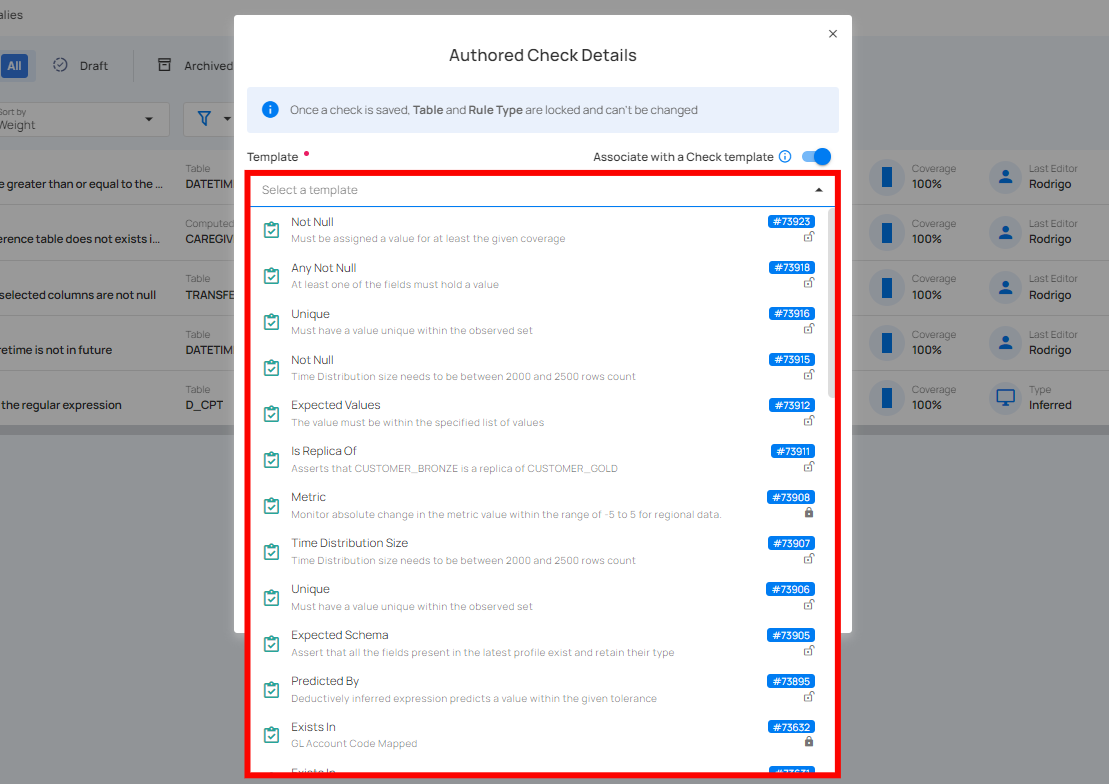 alies
Authored Check Details
All
Draft
Archived
Once a check is saved, Table and Rule Type are locked and can't be changed
Sort by
Weight
Template
Associate with a Check template
Select a template
Not Null
#73923
Must be assigned a value for at least the given coverage
Any Not Null
#73918
At least one of the fields must hold a value
Unique
#73916
Must have a value unique within the observed set
Not Null
#73915
Time Distribution size needs to be between 2000 and 2500 rows count
Expected Values
#73912
The value must be within the specified list of values
Is Replica Of
#73911
Asserts that CUSTOMER_BRONZE is a replica of CUSTOMER_GOLD
Metric
#73908
Monitor absolute change in the metric value within the range of -5 to 5 for regional data.
Time Distribution Size
#73907
Time Distribution size needs to be between 2000 and 2500 rows count
Unique
#73906
Must have a value unique within the observed set
Expected Schema
#73905
Assert that all the fields present in the latest profile exist and retain their type
Predicted By
#73895
Deductively inferred expression predicts a value within the given tolerance
Exists In
#73632
GL Account Code Mapped
Exists In
#73631
e greater than or equal to the ...
Table
DATETIM
Coverage
100%
Last Editor
Rodrigo
erence table does not exists i...
Computed
CAREGIV
Coverage
100%
Last Editor
Rodrigo
selected columns are not null
Table
TRANSFE
Coverage
100%
Last Editor
Rodrigo
retime is not in future
Table
DATETIM
Coverage
100%
Last Editor
Rodrigo
the regular expression
Table
D_CPT
Coverage
100%
Type
Inferred